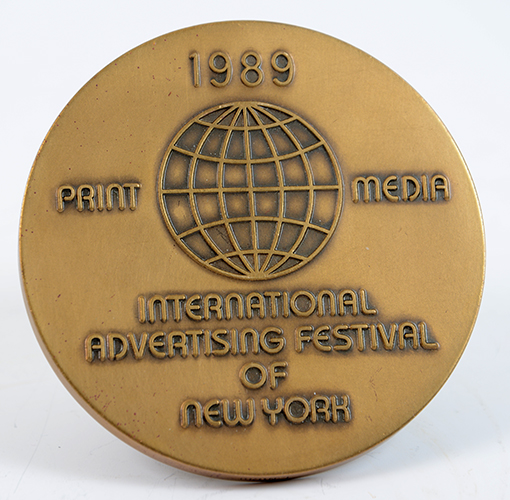 1989
PRINT MEDIA
INTERNATIONAL
ADVERTISING FESTIVAL
OF
NEW YORK